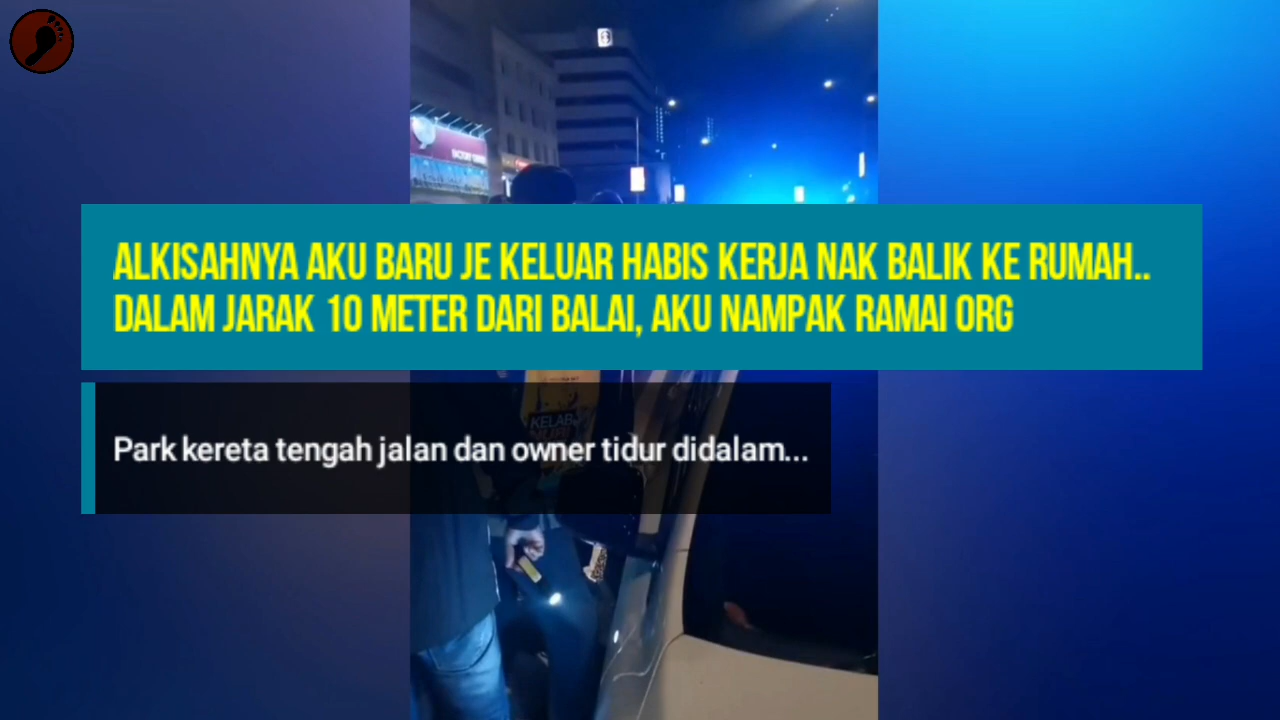 ALKISAHNYA AKU BARU JE KELUAR HABIS KERJA NAK BALIK KE RUMAH..
DALAM JARAK 10 METER DARI BALAI, AKU NAMPAK RAMAI ORG
KELAB
Park kereta tengah jalan dan owner tidur didalam...